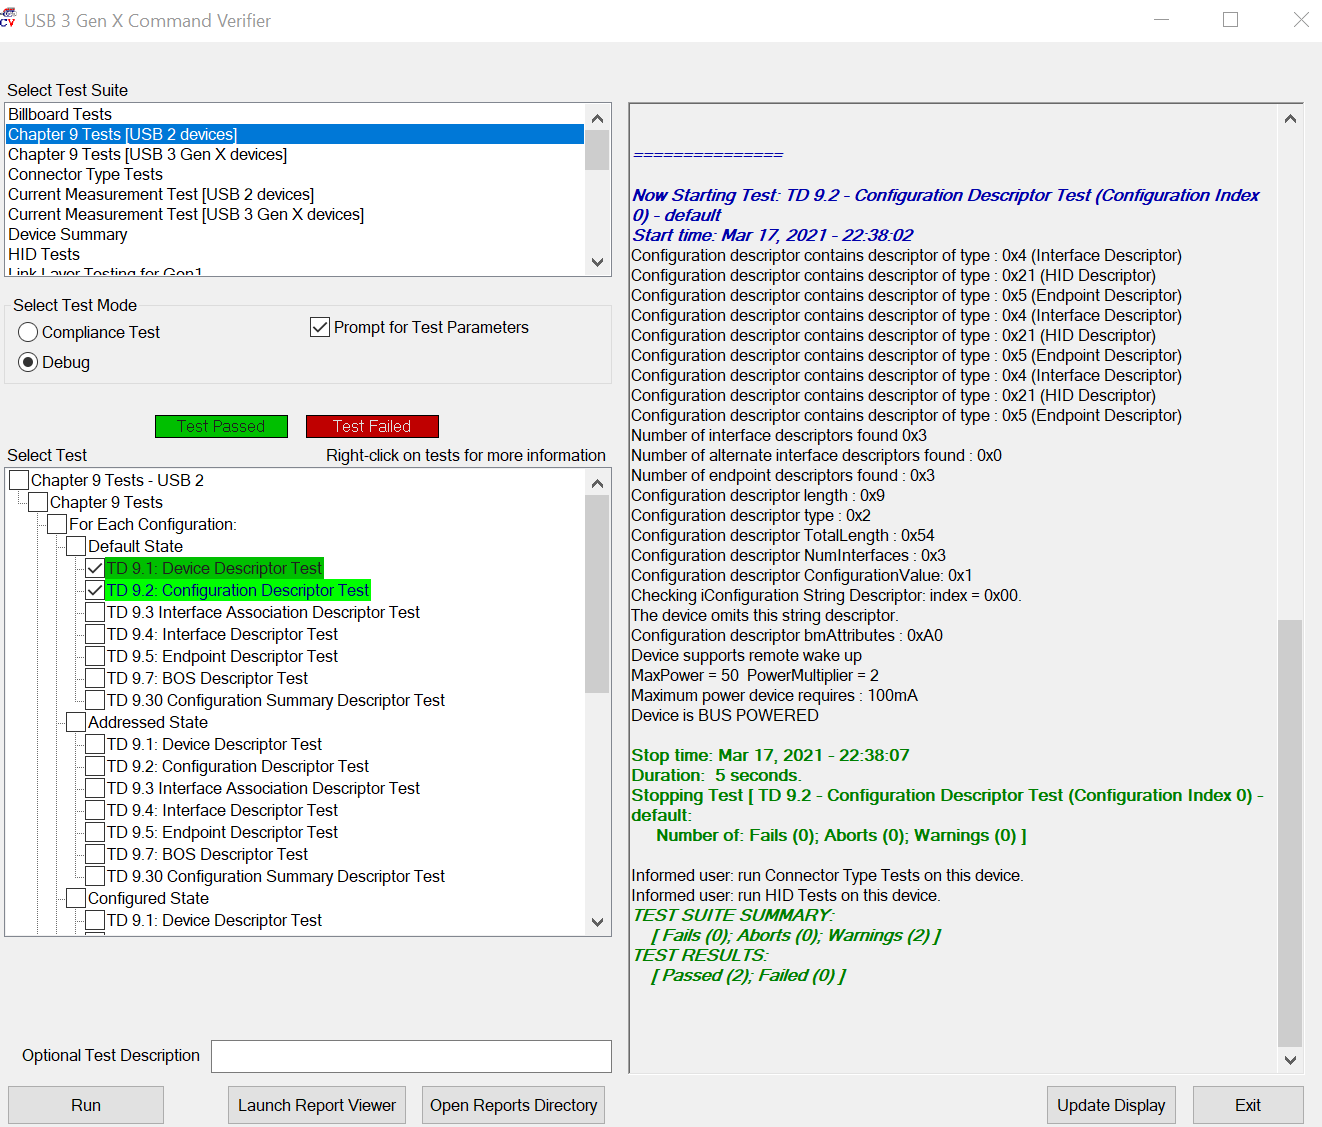 USB 3 Gen X Command Verifier
Select Test Suite
Billboard Tests
Chapter 9 Tests [USB 2 devices]
Chapter 9 Tests [USB 3 Gen X devices]
Connector Type Tests
Current Measurement Test [USB 2 devices]
Current Measurement Test [USB 3 Gen X devices]
Device Summary
HID Tests
Link Layer Testing for Gen1
Select Test Mode
Compliance Test
Prompt for Test Parameters
Debug
Test Passed
Test Failed
Select Test
Right-click on tests for more information
Chapter 9 Tests - USB 2
Chapter 9 Tests
For Each Configuration:
Default State
TD 9.1: Device Descriptor Test
TD 9.2: Configuration Descriptor Test
TD 9.3 Interface Association Descriptor Test
TD 9.4: Interface Descriptor Test
TD 9.5: Endpoint Descriptor Test
TD 9.7: BOS Descriptor Test
TD 9.30 Configuration Summary Descriptor Test
Addressed State
TD 9.1: Device Descriptor Test
TD 9.2: Configuration Descriptor Test
TD 9.3 Interface Association Descriptor Test
TD 9.4: Interface Descriptor Test
TD 9.5: Endpoint Descriptor Test
TD 9.7: BOS Descriptor Test
TD 9.30 Configuration Summary Descriptor Test
Configured State
TD 9.1: Device Descriptor Test
Optional Test Description
Run
Launch Report Viewer
Open Reports Directory
===============
Now Starting Test: TD 9.2 - Configuration Descriptor Test (Configuration Index
0) - default
Start time: Mar 17, 2021 - 22:38:02
Configuration descriptor contains descriptor of type : 0x4 (Interface Descriptor)
Configuration descriptor contains descriptor of type : 0x21 (HID Descriptor)
Configuration descriptor contains descriptor of type : 0x5 (Endpoint Descriptor)
Configuration descriptor contains descriptor of type : 0x4 (Interface Descriptor)
Configuration descriptor contains descriptor of type : 0x21 (HID Descriptor)
Configuration descriptor contains descriptor of type : 0x5 (Endpoint Descriptor)
Configuration descriptor contains descriptor of type : 0x4 (Interface Descriptor)
Configuration descriptor contains descriptor of type : 0x21 (HID Descriptor)
Configuration descriptor contains descriptor of type : 0x5 (Endpoint Descriptor)
Number of interface descriptors found 0x3
Number of alternate interface descriptors found : 0x0
Number of endpoint descriptors found : 0x3
Configuration descriptor length : 0x9
Configuration descriptor type : 0x2
Configuration descriptor TotalLength : 0x54
Configuration descriptor NumInterfaces : 0x3
Configuration descriptor ConfigurationValue: 0x1
Checking iConfiguration String Descriptor: index = 0x00.
The device omits this string descriptor.
Configuration descriptor bmAttributes : 0xA0
Device supports remote wake up
MaxPower = 50 PowerMultiplier = 2
Maximum power device requires : 100mA
Device is BUS POWERED
Stop time: Mar 17, 2021 - 22:38:07
Duration: 5 seconds.
Stopping Test [ TD 9.2 - Configuration Descriptor Test (Configuration Index 0) -
default:
Number of: Fails (0); Aborts (0); Warnings (0) ]
Informed user: run Connector Type Tests on this device.
Informed user: run HID Tests on this device.
TEST SUITE SUMMARY:
[ Fails (0); Aborts (0); Warnings (2) ]
TEST RESULTS:
[ Passed (2); Failed (0) ]
Update Display
Exit